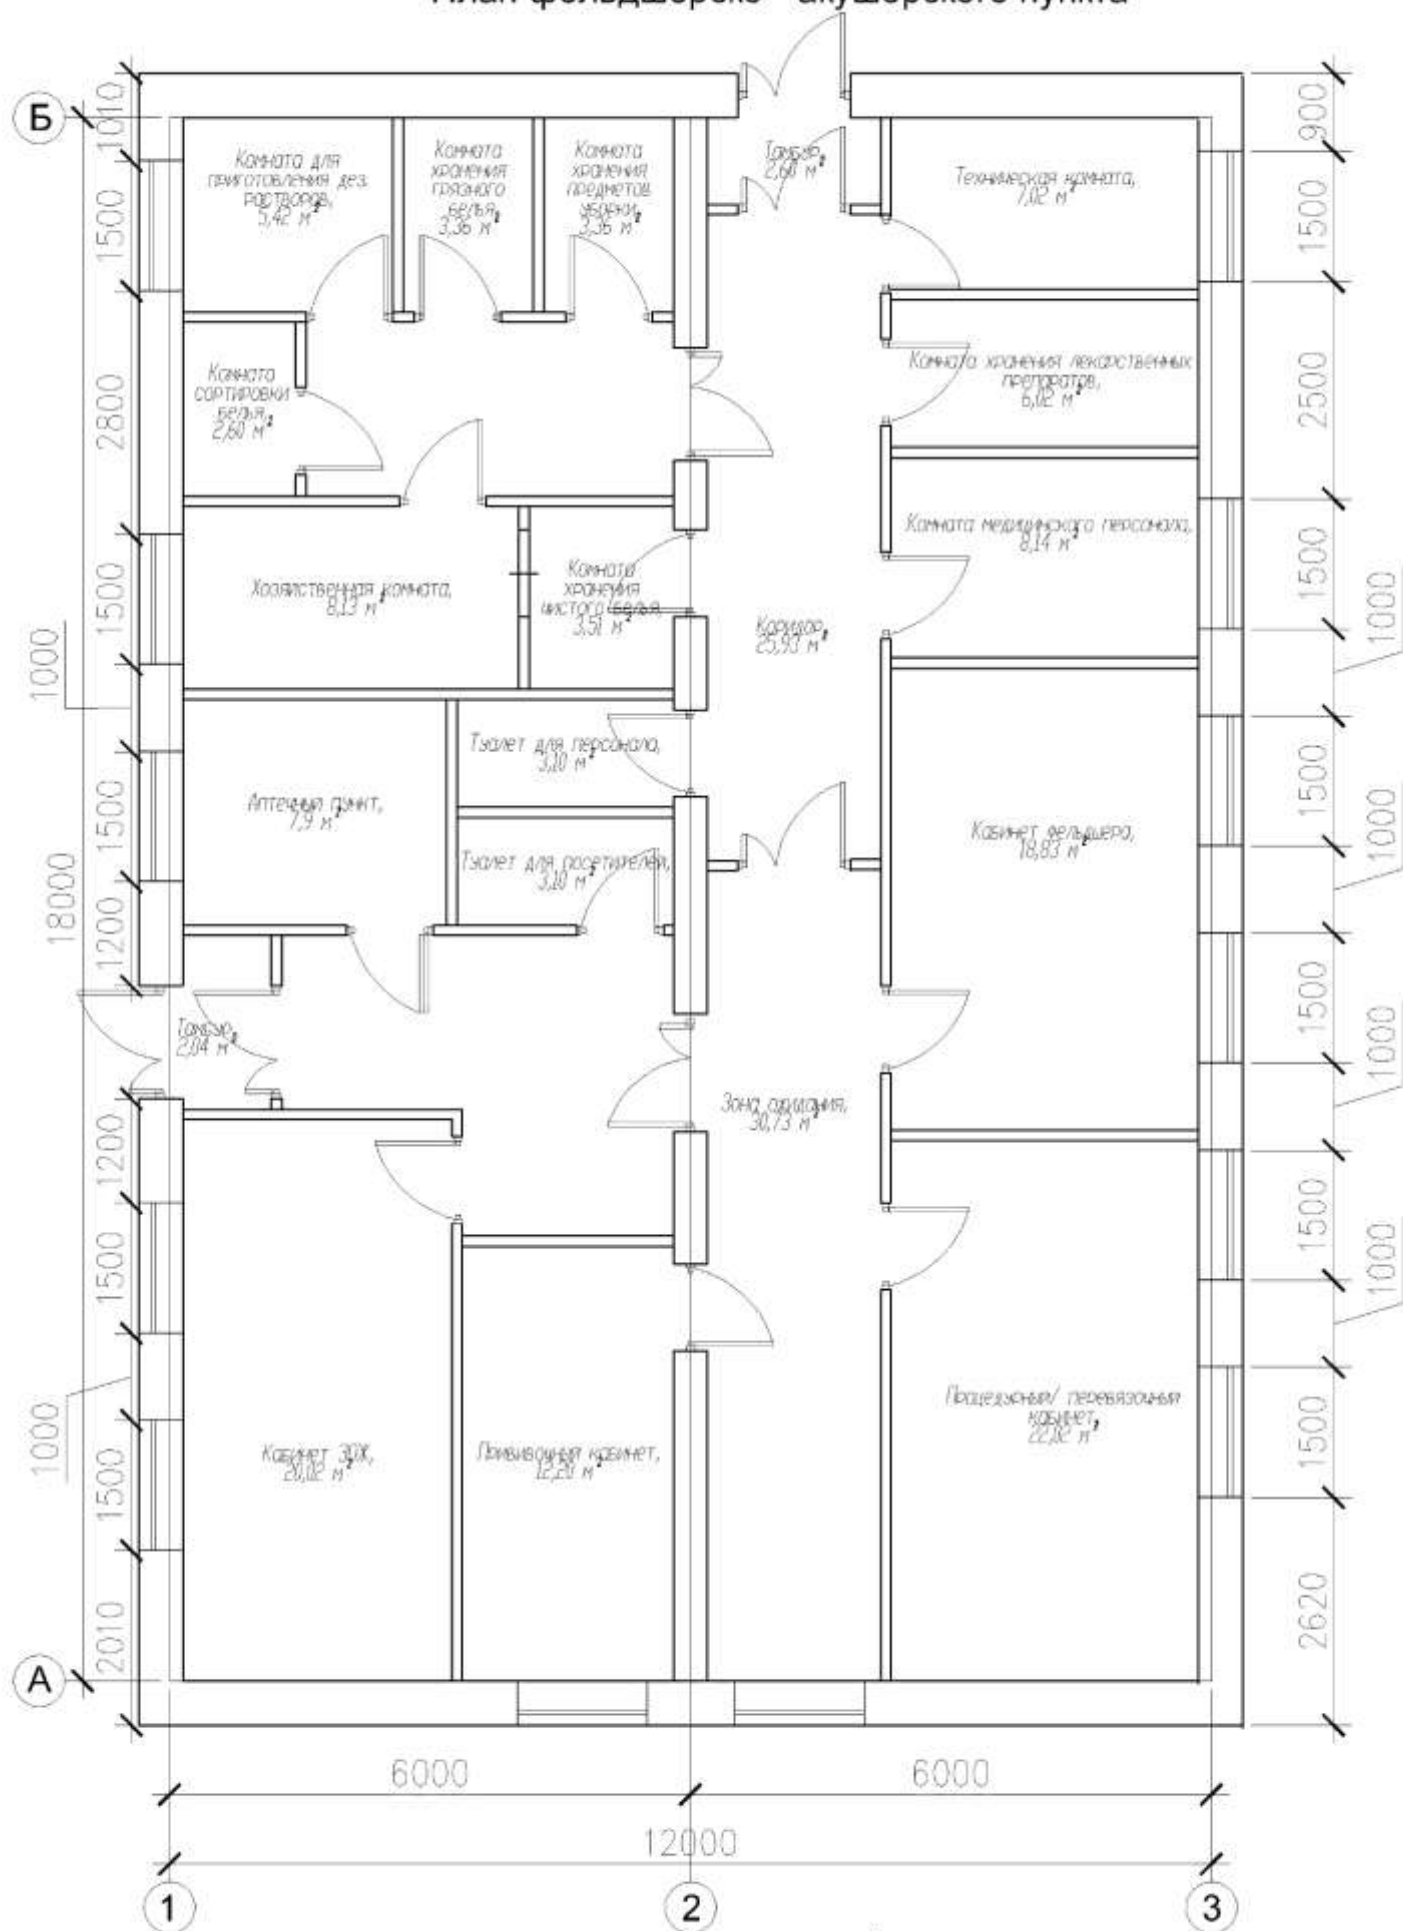 План фельдшерско - акушерского пункта
Б
А
1
2
3
1010
1500
2800
1500
1000
1500
18000
1200
1200
1500
1000
1500
2010
900
1500
2500
1500
1000
1500
1000
1500
1000
1500
1000
1500
2620
6000
6000
12000
Комната для
приготовления дез.
растворов,
5,42 м²
Комната
хранения
грязного
белья,
3,36 м²
Комната
хранения
предметов
уборки,
3,36 м²
Тамбур,
2,60 м²
Техническая комната,
7,02 м²
Комната
сортировки
белья,
2,60 м²
Комната хранения лекарственных
препаратов,
6,02 м²
Комната медицинского персонала,
8,14 м²
Хозяйственная комната,
8,13 м²
Комната
хранения
чистого белья,
3,51 м²
Коридор,
25,93 м²
Туалет для персонала,
3,10 м²
Аптечный пункт,
7,9 м²
Туалет для посетителей,
3,10 м²
Кабинет фельдшера,
18,83 м²
Тамбур,
2,04 м²
Зона ожидания,
30,73 м²
Кабинет ЗОЖ,
20,02 м²
Прививочный кабинет,
12,20 м²
Процедурный/ перевязочный
кабинет,
22,02 м²